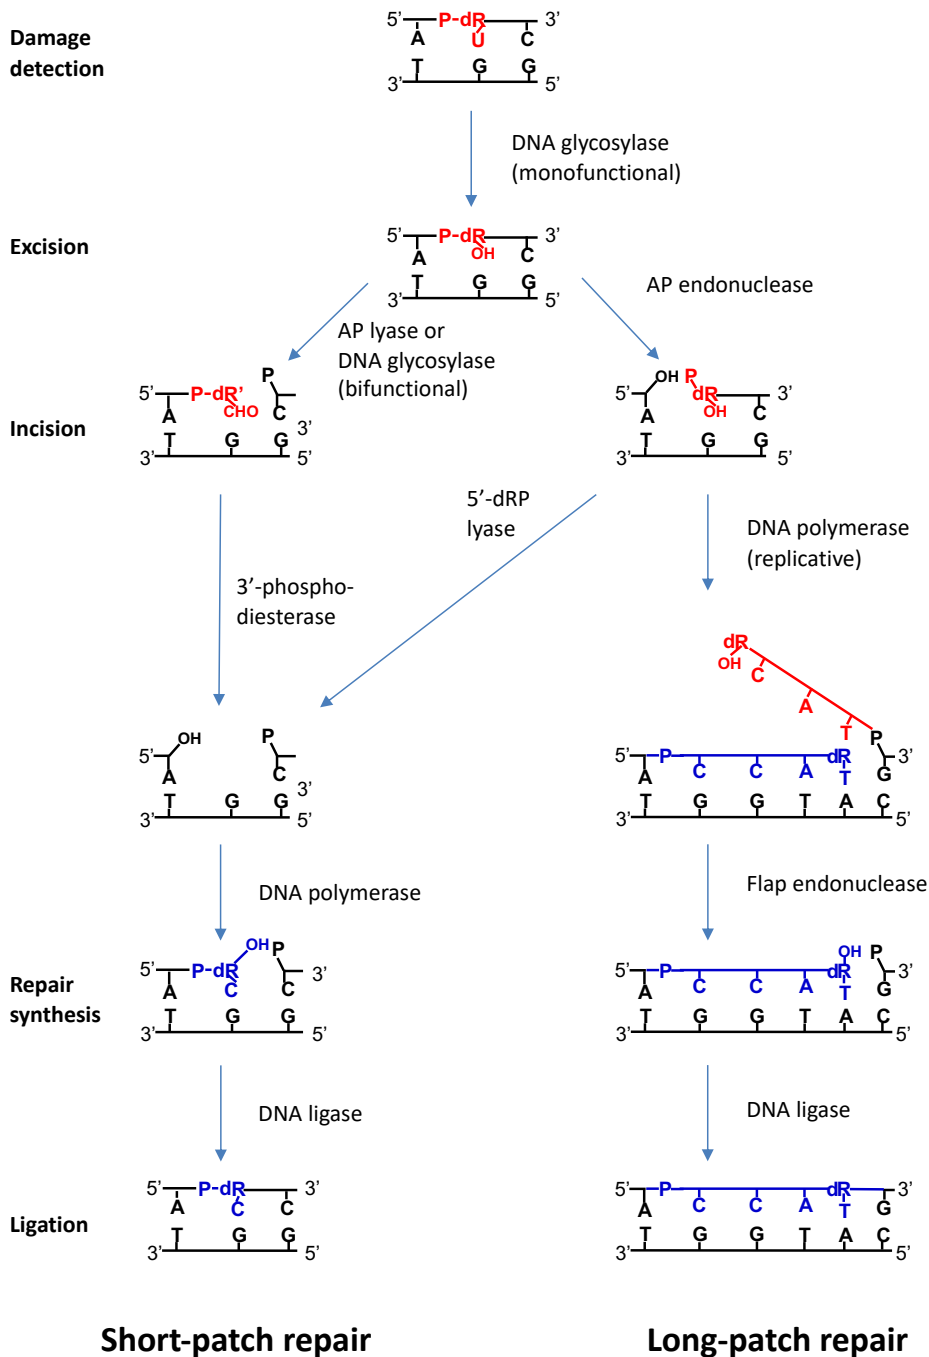 Damage
detection
5’ P-dR 3’
A U C
T G G
3’ 5’
DNA glycosylase
(monofunctional)
Excision
5’ P-dR 3’
A OH C
T G G
3’ 5’
AP endonuclease
AP lyase or
DNA glycosylase
(bifunctional)
Incision
5’ P-dR’ P
A CHO C
3’
T G G
3’ 5’
OH P
5’ dR 3’
A OH C
T G G
3’ 5’
5’-dRP
lyase
DNA polymerase
(replicative)
3’-phospho-
diesterase
OH P
5’
A C
3’
T G G
3’ 5’
dR
OH C
A
T P
5’ P dR 3’
A C C A T G
T G G T A C
3’ 5’
DNA polymerase
Flap endonuclease
Repair
synthesis
OH P
5’ P-dR 3’
A C C
T G G
3’ 5’
OH P
5’ P dR 3’
A C C A T G
T G G T A C
3’ 5’
DNA ligase
DNA ligase
Ligation
5’ P-dR 3’
A C C
T G G
3’ 5’
5’ P dR 3’
A C C A T G
T G G T A C
3’ 5’
Short-patch repair
Long-patch repair